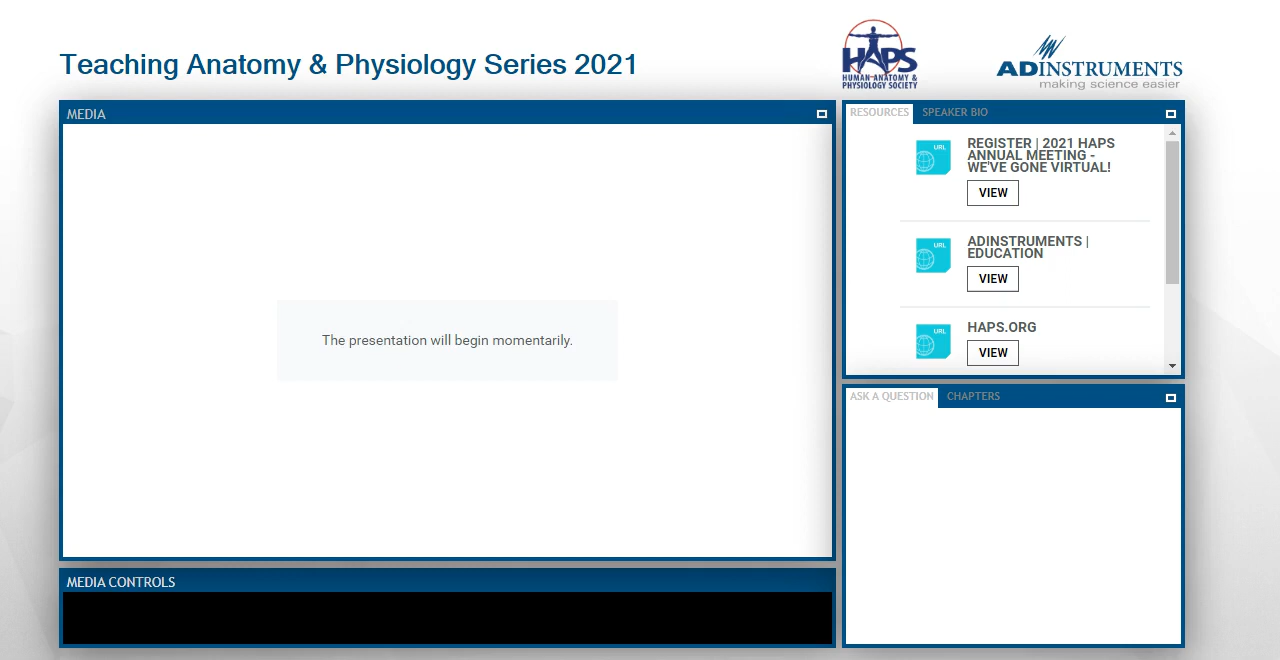 Teaching Anatomy & Physiology Series 2021
HAPS
HUMAN ANATOMY &
PHYSIOLOGY SOCIETY
ADINSTRUMENTS
making science easier
MEDIA
The presentation will begin momentarily.
MEDIA CONTROLS
RESOURCES SPEAKER BIO
URL
REGISTER | 2021 HAPS
ANNUAL MEETING -
WE'VE GONE VIRTUAL!
VIEW
URL
ADINSTRUMENTS |
EDUCATION
VIEW
URL
HAPS.ORG
VIEW
ASK A QUESTION CHAPTERS